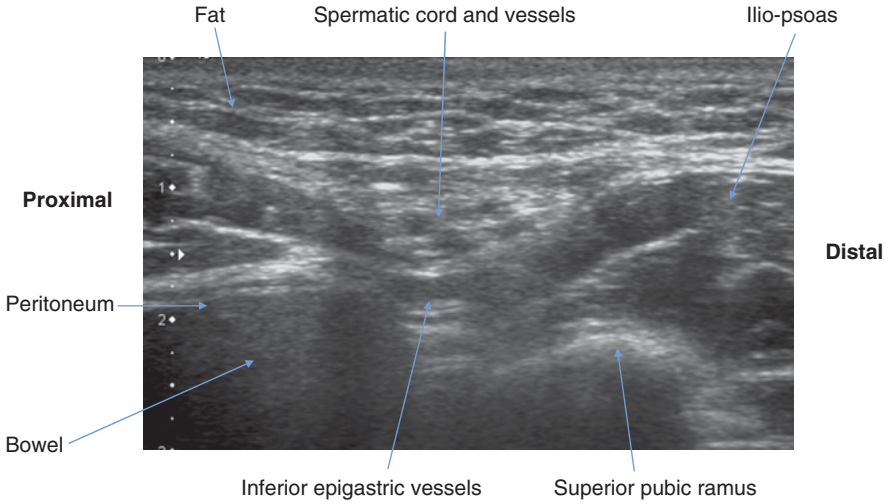 Fat
Spermatic cord and vessels
Ilio-psoas
1
Proximal
Distal
Peritoneum
2
Bowel
Inferior epigastric vessels
Superior pubic ramus